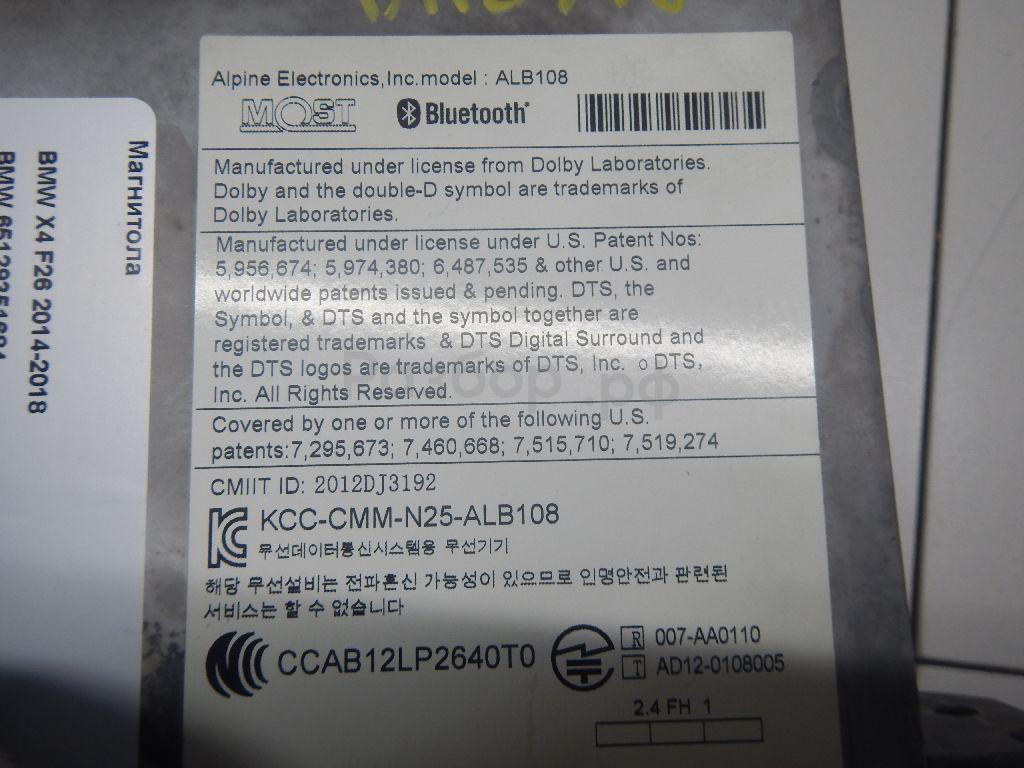 Alpine Electronics,Inc.model : ALB108
MOST
Bluetooth
Manufactured under license from Dolby Laboratories.
Dolby and the double-D symbol are trademarks of
Dolby Laboratories.
Manufactured under license under U.S. Patent Nos:
5,956,674; 5,974,380; 6,487,535 & other U.S. and
worldwide patents issued & pending. DTS, the
Symbol, & DTS and the symbol together are
registered trademarks & DTS Digital Surround and
the DTS logos are trademarks of DTS, Inc. o DTS,
Inc. All Rights Reserved.
Covered by one or more of the following U.S.
patents:7,295,673; 7,460,668; 7,515,710; 7,519,274
CMIIT ID: 2012DJ3192
KCC-CMM-N25-ALB108
무선데이터통신시스템용 무선기기
해당 무선설비는 전파혼신 가능성이 있으므로 인명안전과 관련된
서비스는 할 수 없습니다
CCAB12LP2640T0
R 007-AA0110
T AD12-0108005
2.4 FH 1
Магнитола
BMW X4 F26 2014-2018
BMW